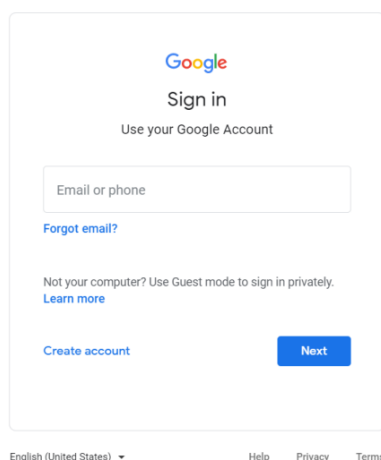 Google
Sign in
Use your Google Account
Email or phone
Forgot email?
Not your computer? Use Guest mode to sign in privately.
Learn more
Create account Next
English (United States) Help Privacy Terms